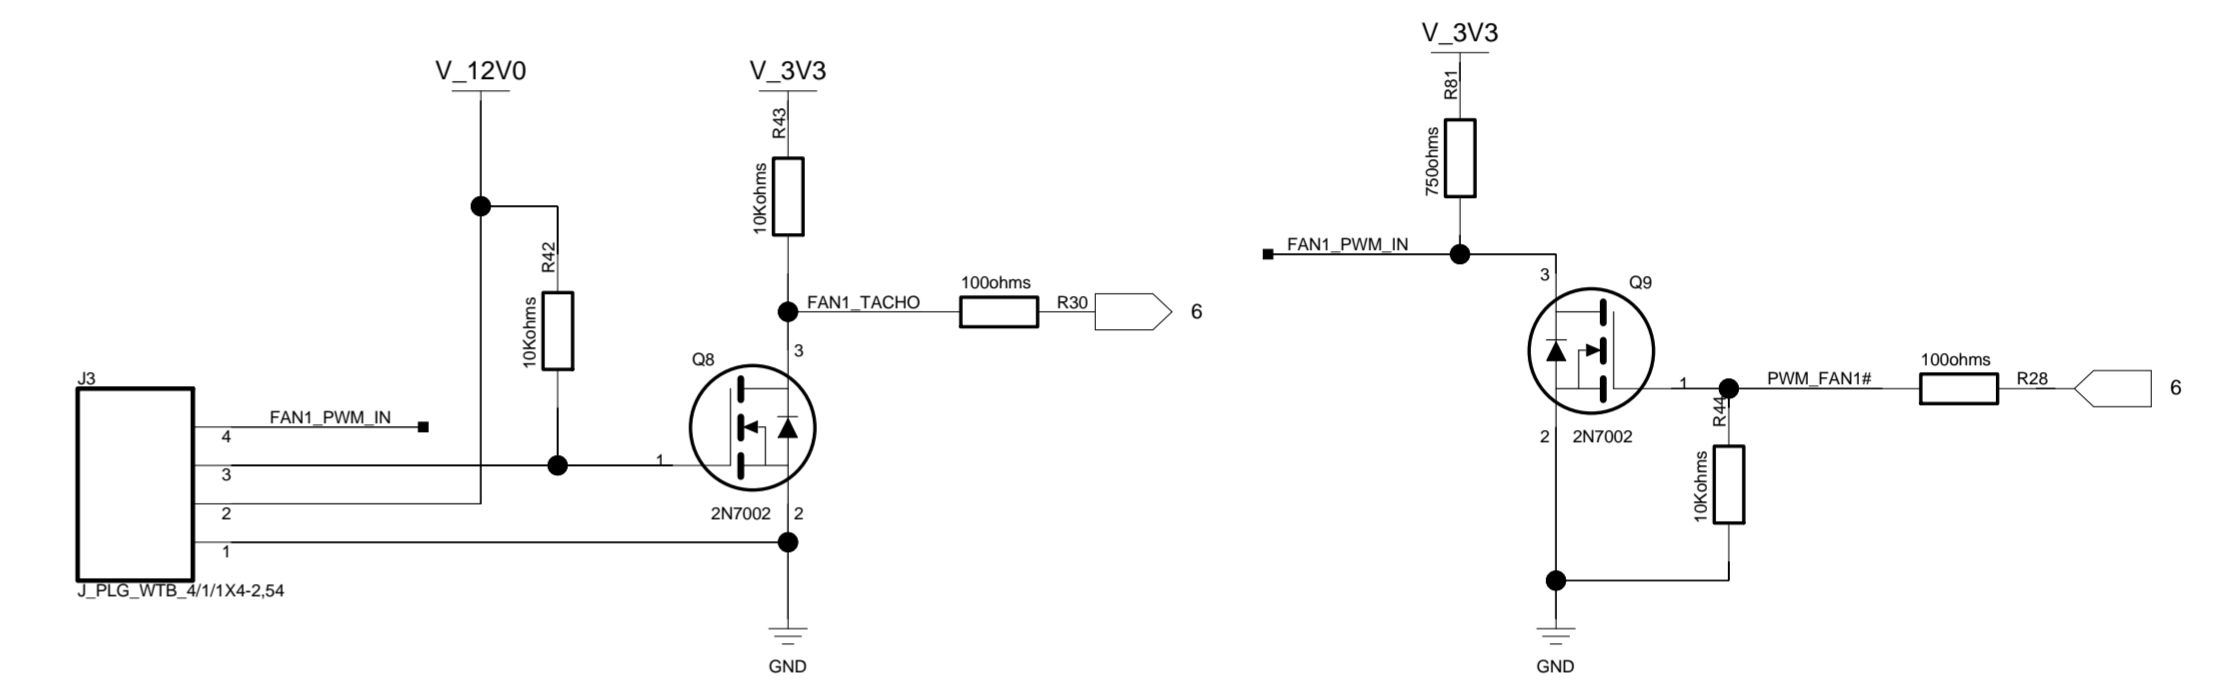 V_12V0
V_3V3
R43
10Kohms
R42
10Kohms
FAN1_TACHO
100ohms
R30
6
3
Q8
J3
FAN1_PWM_IN
4
3
2
1
1
2N7002
2
J_PLG_WTB_4/1/1X4-2,54
GND
V_3V3
R81
750ohms
FAN1_PWM_IN
3
Q9
1
PWM_FAN1#
100ohms
R28
6
R44
2
2N7002
10Kohms
GND